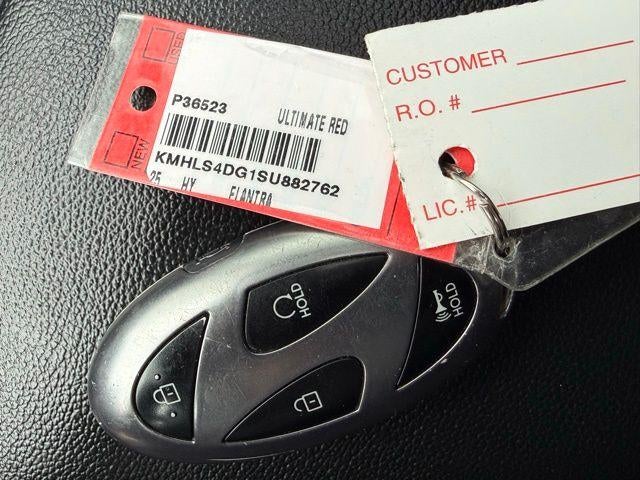 USED
NEW
P36523
ULTIMATE RED
KMHLS4DG1SU882762
25 HY ELANTRA
CUSTOMER
R.O. #
LIC. #
HOLD
HOLD